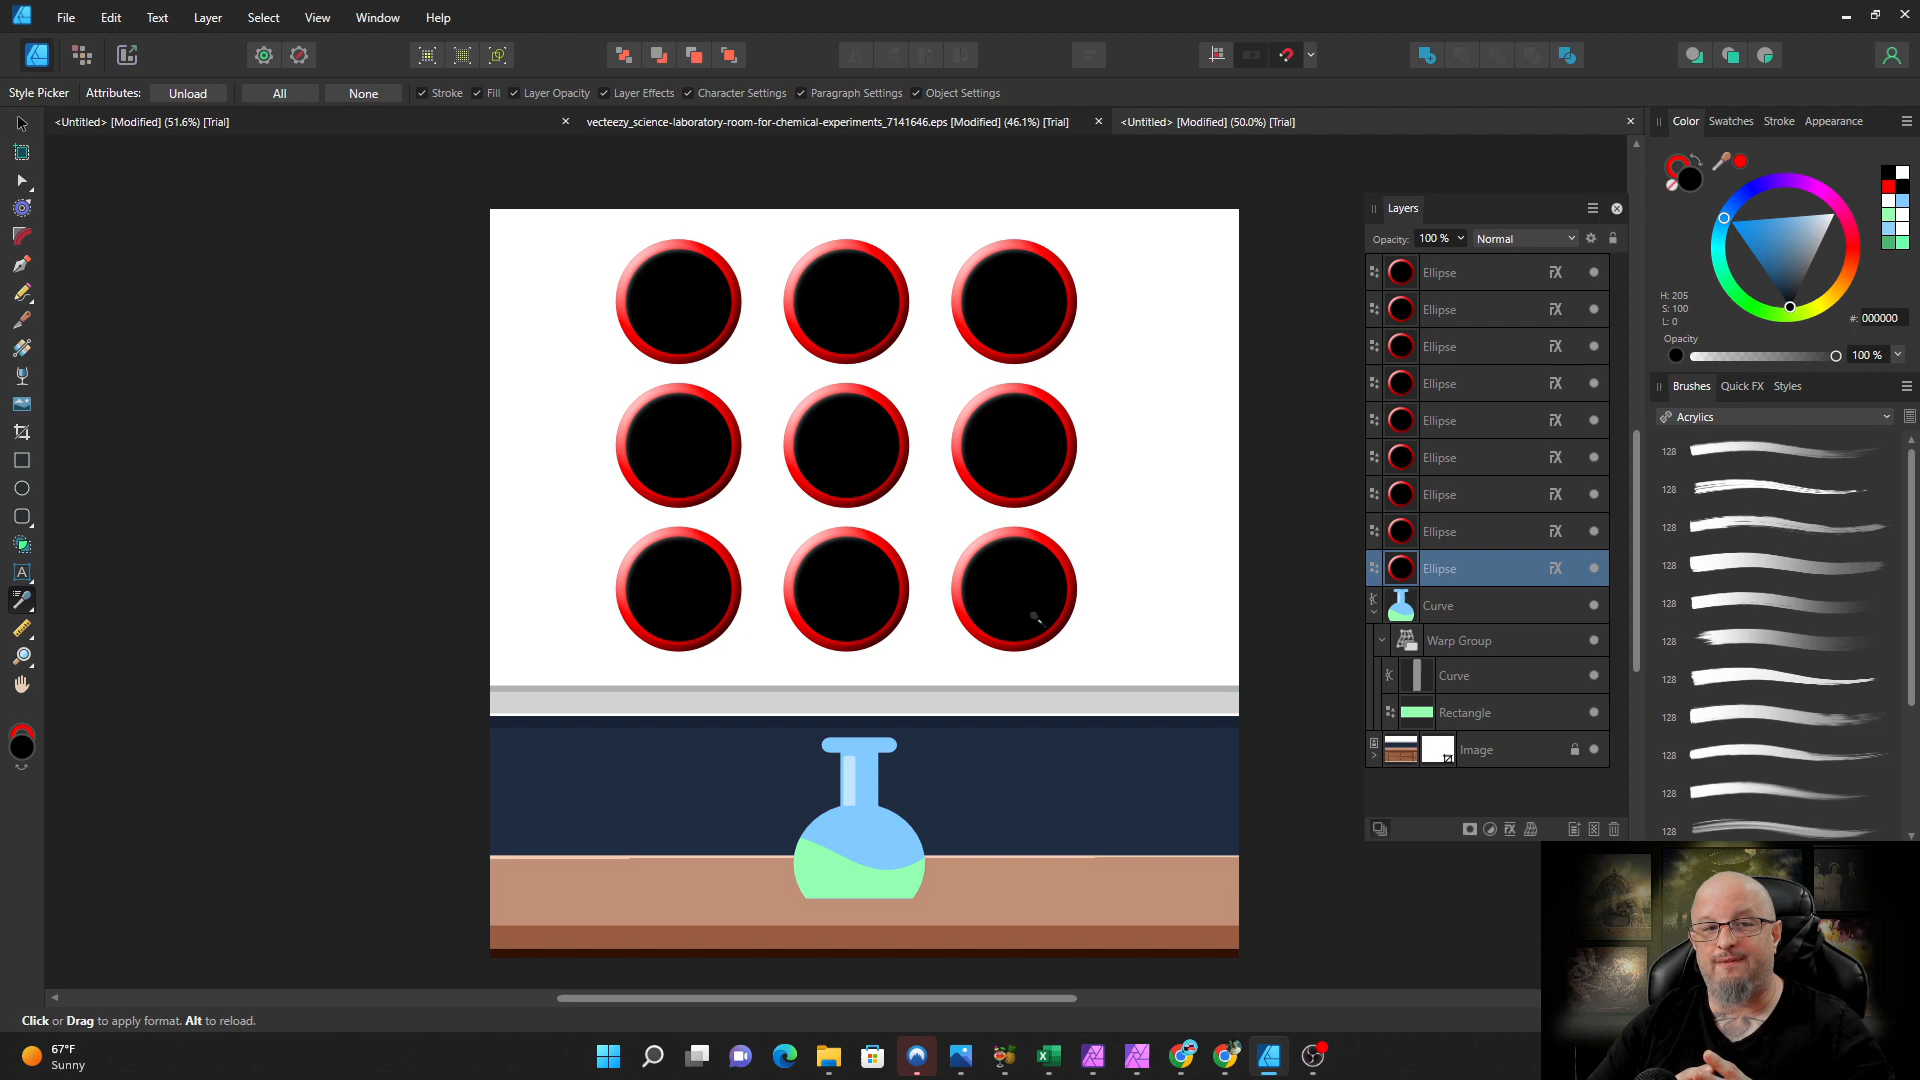 File Edit Text Layer Select View Window Help
Style Picker Attributes: Unload All None Stroke Fill Layer Opacity Layer Effects Character Settings Paragraph Settings Object Settings
<Untitled> [Modified] (51.6%) [Trial]
vecteezy_science-laboratory-room-for-chemical-experiments_7141646.eps [Modified] (46.1%) [Trial]
<Untitled> [Modified] (50.0%) [Trial]
Color Swatches Stroke Appearance
H: 205
S: 100
L: 0
#: 000000
Opacity
100 %
Layers
Opacity: 100 % Normal
Ellipse
Ellipse
Ellipse
Ellipse
Ellipse
Ellipse
Ellipse
Ellipse
Ellipse
Curve
Warp Group
Curve
Rectangle
Image
Brushes Quick FX Styles
Acrylics
128
128
128
128
128
128
128
128
128
128
128
Click or Drag to apply format. Alt to reload.
67°F
Sunny